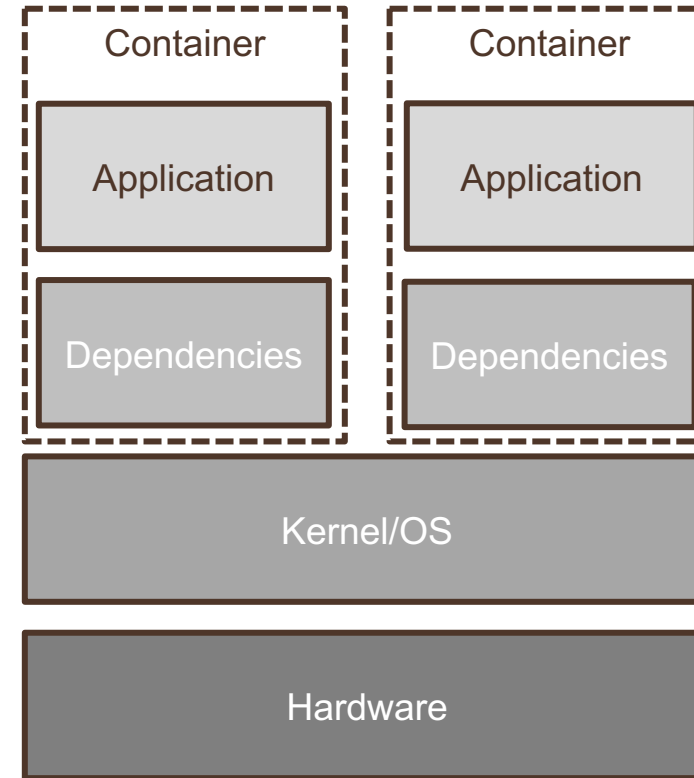 Container
Container
Application
Application
Dependencies
Dependencies
Kernel/OS
Hardware